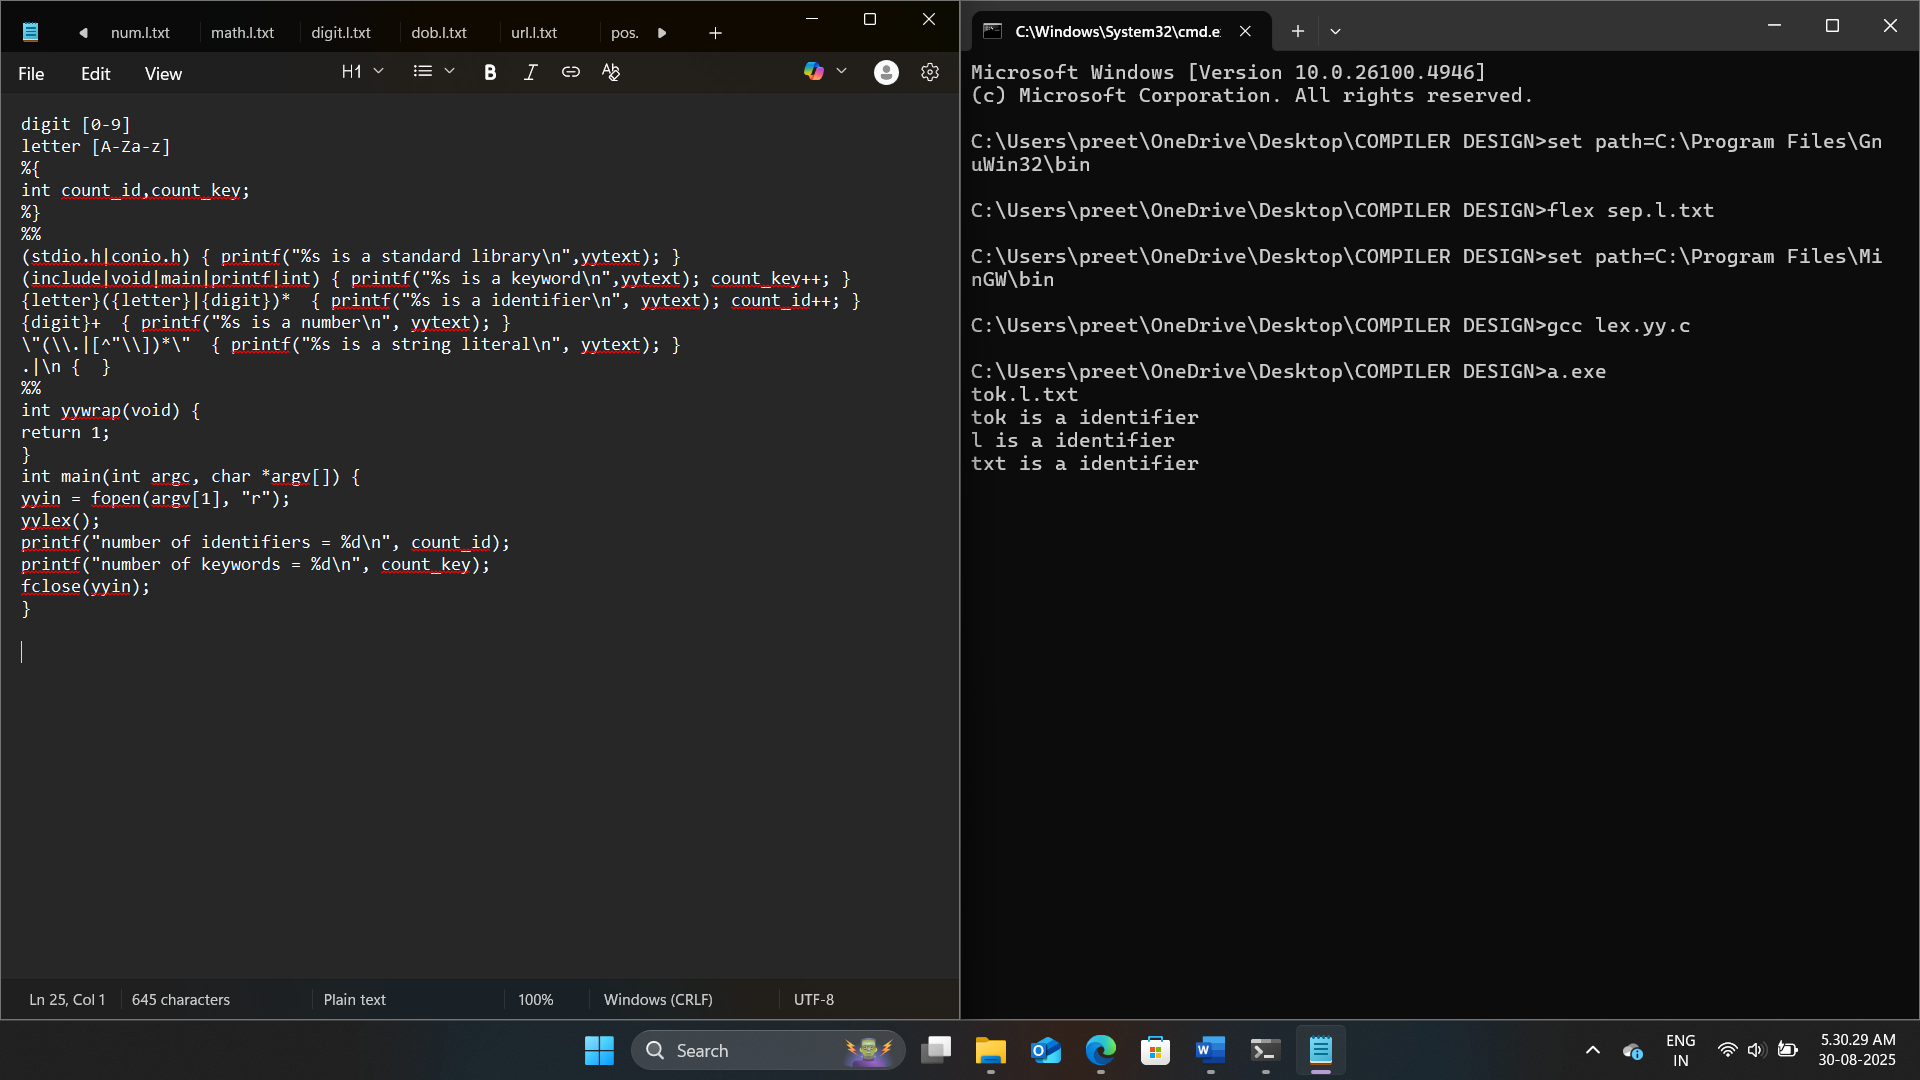 num.l.txt
math.l.txt
digit.l.txt
dob.l.txt
url.l.txt
pos.
File
Edit
View
H1
B
I
digit [0-9]
letter [A-Za-z]
%{
int count_id,count_key;
%}
%%
(stdio.h|conio.h) { printf("%s is a standard library\n",yytext); }
(include|void|main|printf|int) { printf("%s is a keyword\n",yytext); count_key++; }
{letter}({letter}|{digit})*  { printf("%s is a identifier\n", yytext); count_id++; }
{digit}+  { printf("%s is a number\n", yytext); }
\"(\\.|[^"\\])*\"  { printf("%s is a string literal\n", yytext); }
.|\n {  }
%%
int yywrap(void) {
return 1;
}
int main(int argc, char *argv[]) {
yyin = fopen(argv[1], "r");
yylex();
printf("number of identifiers = %d\n", count_id);
printf("number of keywords = %d\n", count_key);
fclose(yyin);
}
Ln 25, Col 1
645 characters
Plain text
100%
Windows (CRLF)
UTF-8
C:\Windows\System32\cmd.e
Microsoft Windows [Version 10.0.26100.4946]
(c) Microsoft Corporation. All rights reserved.
C:\Users\preet\OneDrive\Desktop\COMPILER DESIGN>set path=C:\Program Files\Gn
uWin32\bin
C:\Users\preet\OneDrive\Desktop\COMPILER DESIGN>flex sep.l.txt
C:\Users\preet\OneDrive\Desktop\COMPILER DESIGN>set path=C:\Program Files\Mi
nGW\bin
C:\Users\preet\OneDrive\Desktop\COMPILER DESIGN>gcc lex.yy.c
C:\Users\preet\OneDrive\Desktop\COMPILER DESIGN>a.exe
tok.l.txt
tok is a identifier
l is a identifier
txt is a identifier
Search
ENG
IN
5.30.29 AM
30-08-2025